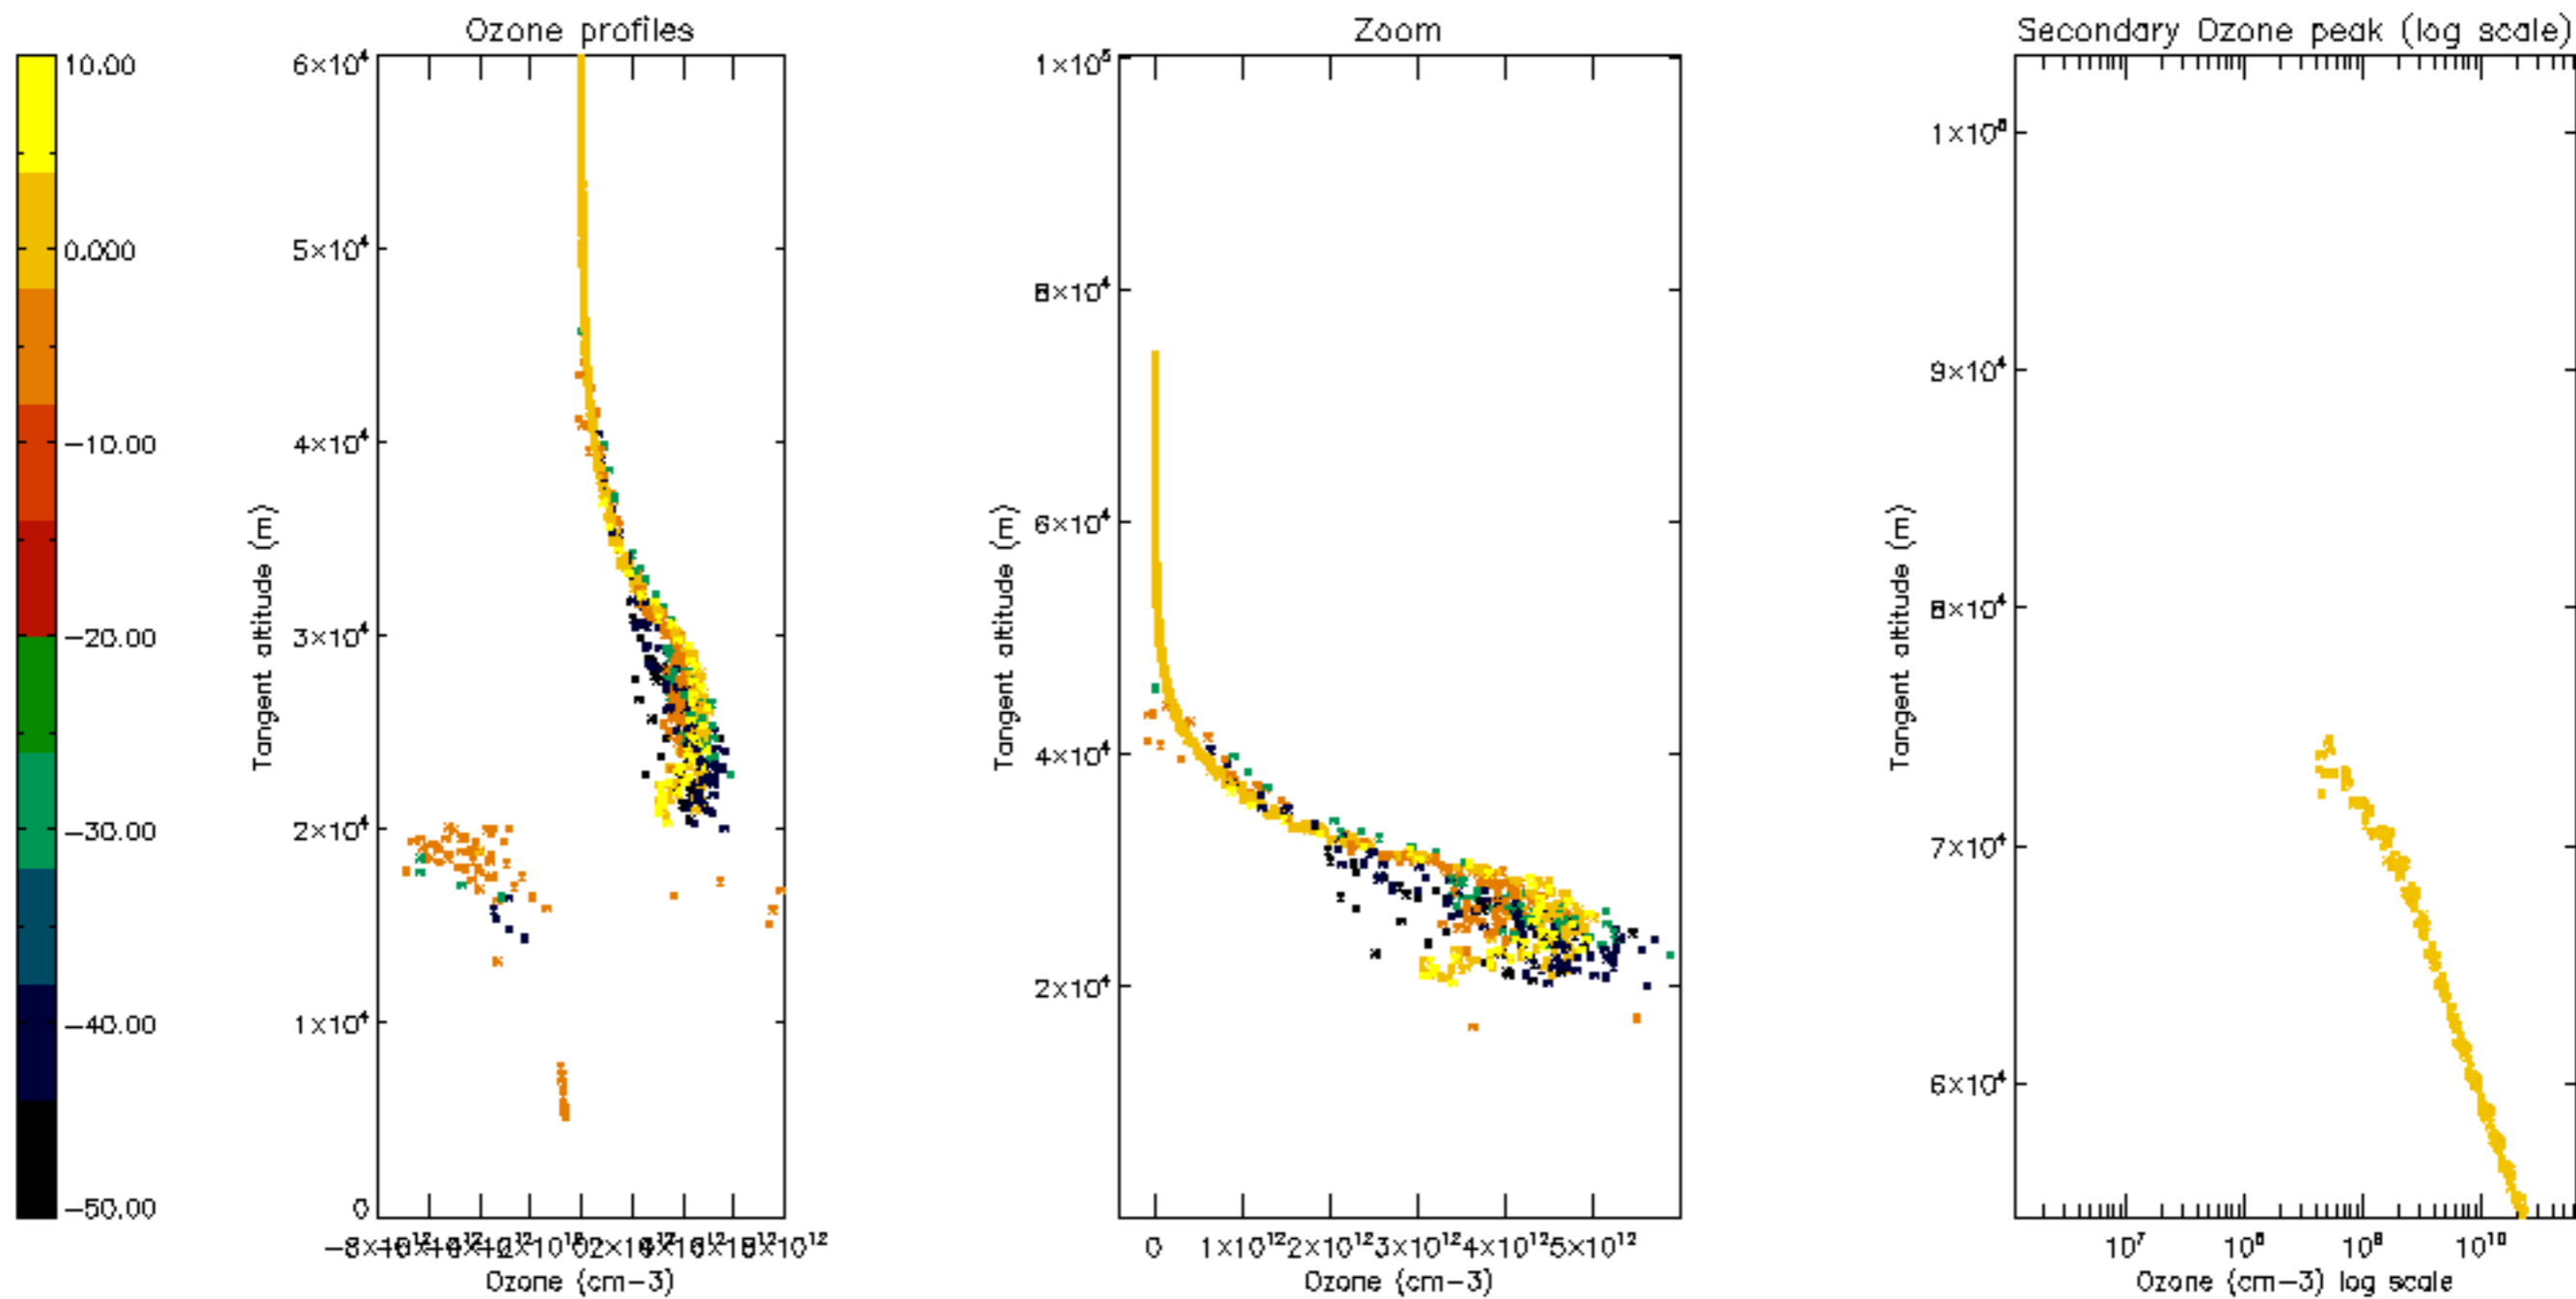 Ozone profiles
Zoom
Secondary Ozone peak (log scale)
10.00
0.000
−10.00
−20.00
−30.00
−40.00
−50.00
6×10⁴
5×10⁴
4×10⁴
3×10⁴
2×10⁴
1×10⁴
0
Tangent altitude (m)
Ozone (cm−3)
1×10⁵
8×10⁴
6×10⁴
4×10⁴
2×10⁴
Tangent altitude (m)
0 1×10¹² 2×10¹² 3×10¹² 4×10¹² 5×10¹²
Ozone (cm−3)
9×10⁴
8×10⁴
7×10⁴
6×10⁴
Tangent altitude (m)
10⁷ 10⁸ 10⁹ 10¹⁰
Ozone (cm−3) log scale